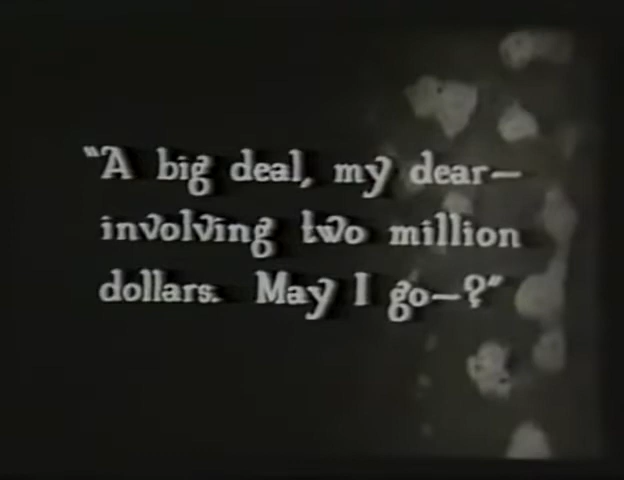 "A big deal, my dear—
involving two million
dollars. May I go—?"